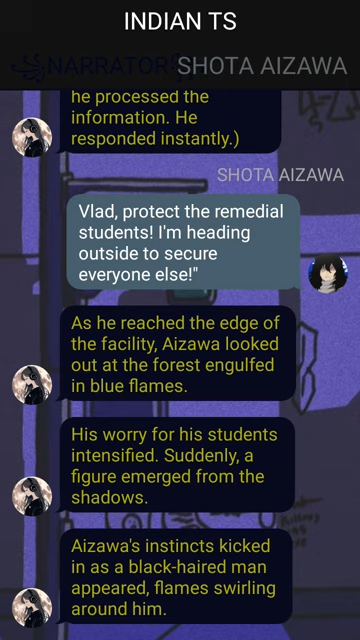 INDIAN TS
NARRATOR SHOTA AIZAWA
he processed the
information. He
responded instantly.)
SHOTA AIZAWA
Vlad, protect the remedial
students! I'm heading
outside to secure
everyone else!"
As he reached the edge of
the facility, Aizawa looked
out at the forest engulfed
in blue flames.
His worry for his students
intensified. Suddenly, a
figure emerged from the
shadows.
Aizawa's instincts kicked
in as a black-haired man
appeared, flames swirling
around him.